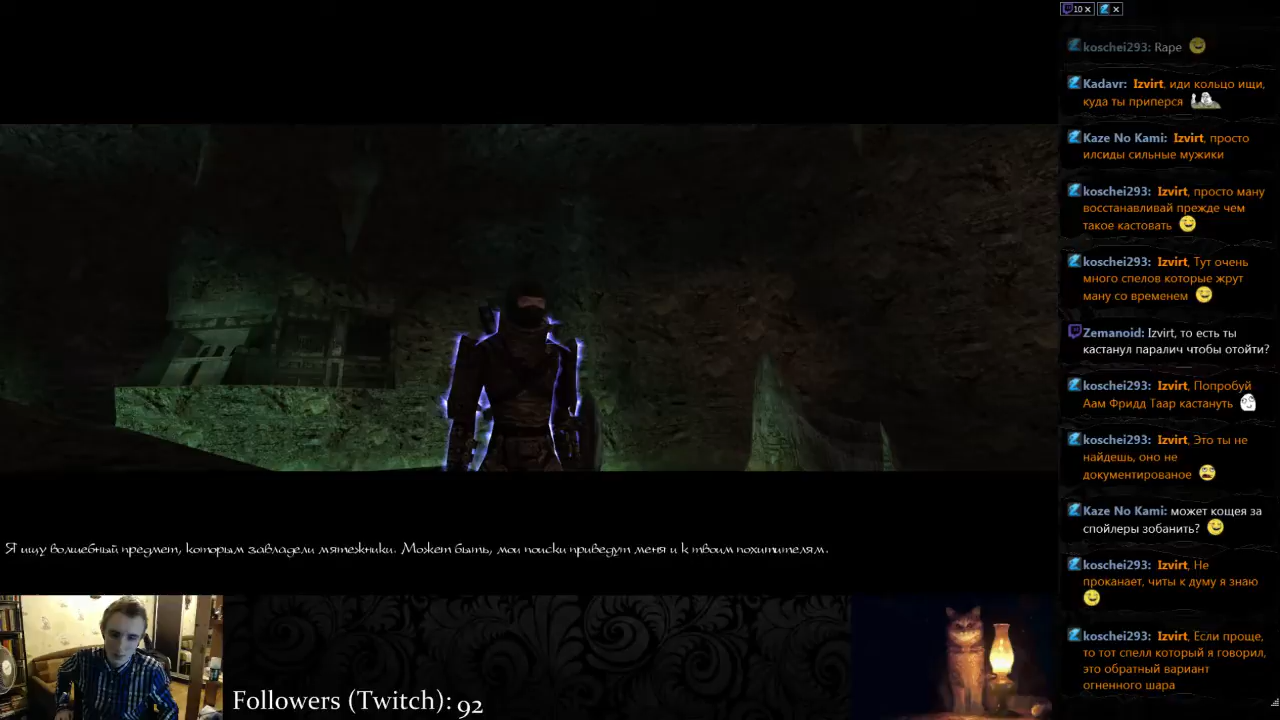 10
koschei293: Rape
Kadavr: Izvirt, иди кольцо ищи,
куда ты приперся
Kaze No Kami: Izvirt, просто
илсиды сильные мужики
koschei293: Izvirt, просто ману
восстанавливай прежде чем
такое кастовать
koschei293: Izvirt, Тут очень
много спелов которые жрут
ману со временем
Zemanoid: Izvirt, то есть ты
кастанул паралич чтобы отойти?
koschei293: Izvirt, Попробуй
Аам Фридд Таар кастануть
koschei293: Izvirt, Это ты не
найдешь, оно не
документированое
Kaze No Kami: может кощея за
спойлеры зобанить?
koschei293: Izvirt, Не
проканает, читы к думу я знаю
koschei293: Izvirt, Если проще,
то тот спелл который я говорил,
это обратный вариант
огненного шара
Я ищу волшебный предмет, которым завладели мятежники. Может быть, мои поиски приведут меня и к твоим похитителям.
Followers (Twitch): 92